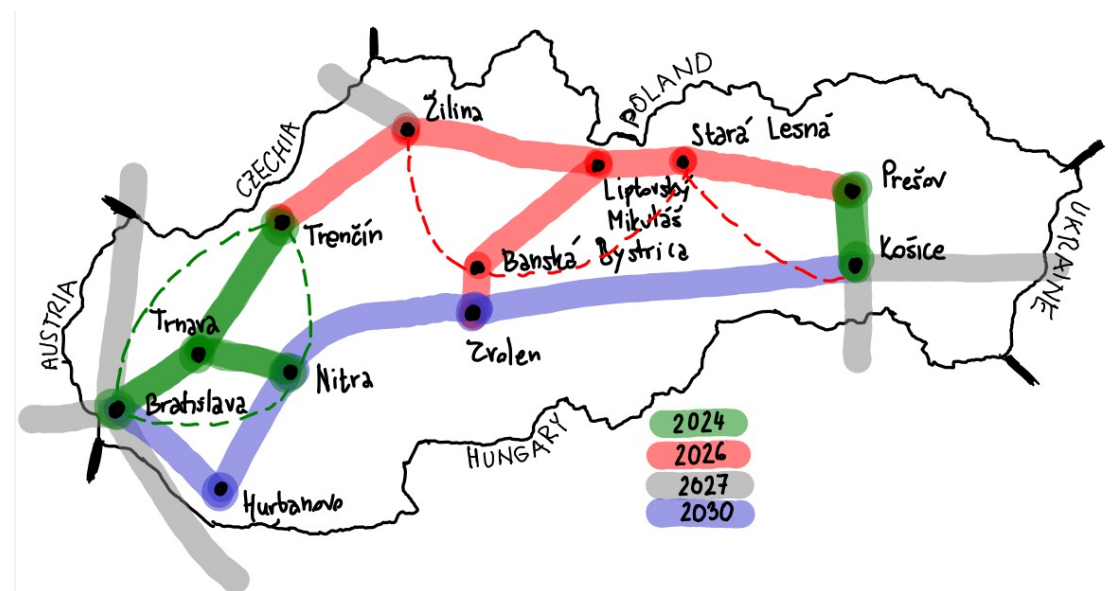 POLAND
Žilina
Stará Lesná
CZECHIA
Prešov
Liptovský
Mikuláš
Trenčín
Košice
UKRAINE
Banská Bystrica
AUSTRIA
Trnava
Zvolen
Nitra
Bratislava
2024
HUNGARY
2026
2027
Hurbanovo
2030